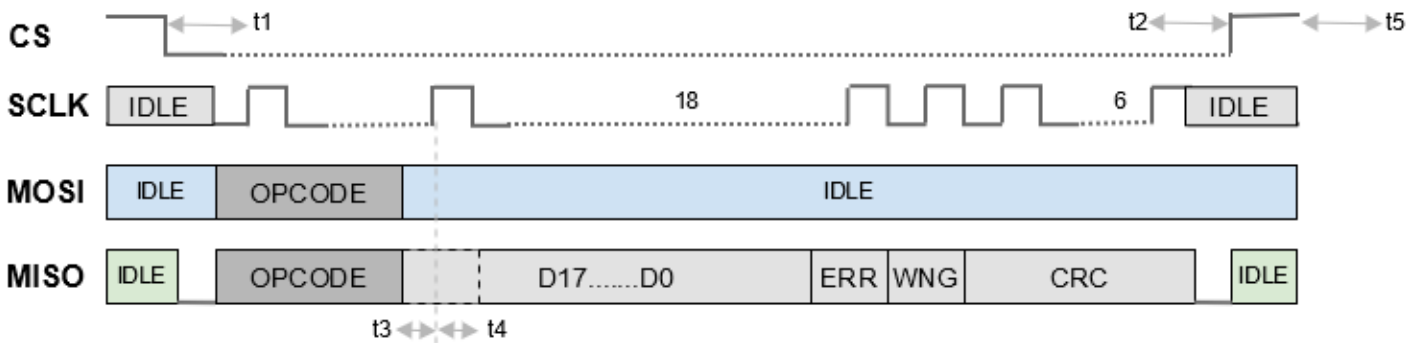 CS t1 t2 t5
SCLK IDLE 18 6 IDLE
MOSI IDLE OPCODE IDLE
MISO IDLE OPCODE D17.......D0 ERR WNG CRC IDLE
t3 t4